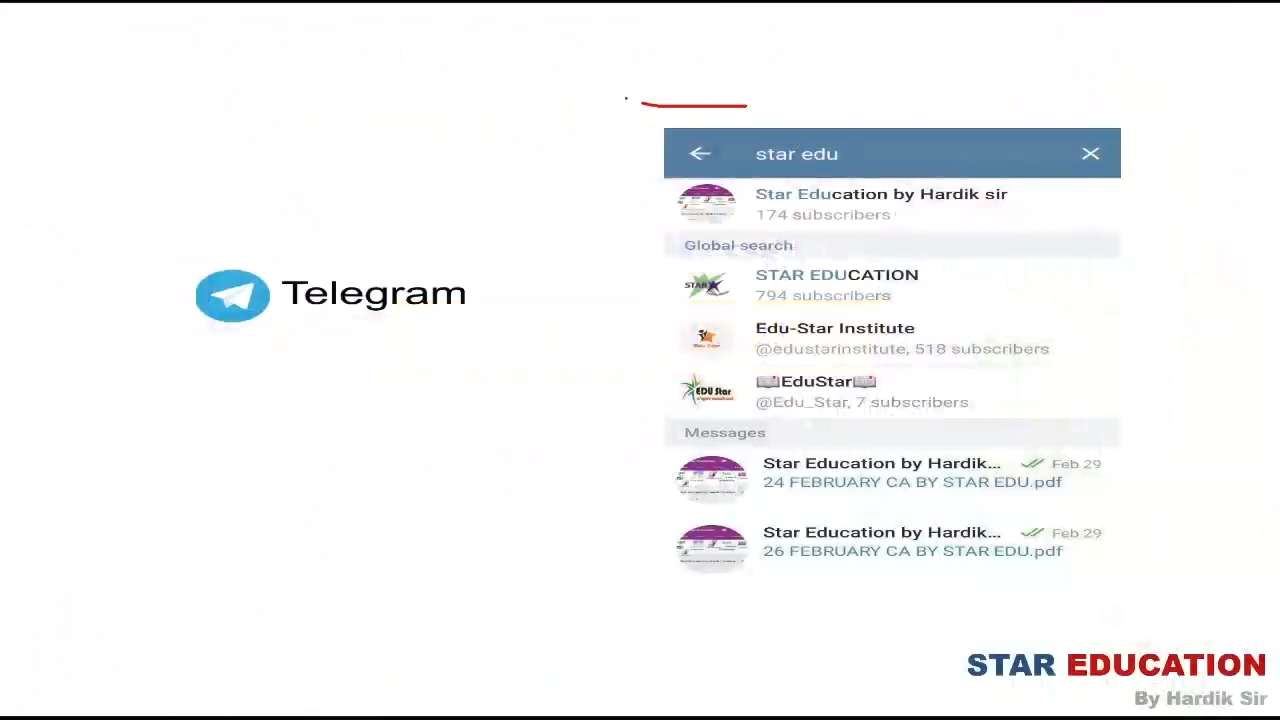 star edu
Star Education by Hardik sir
174 subscribers
Global search
STAR EDUCATION
794 subscribers
Edu-Star Institute
@edustarinstitute, 518 subscribers
📖EduStar📖
@Edu_Star, 7 subscribers
Messages
Star Education by Hardik... Feb 29
24 FEBRUARY CA BY STAR EDU.pdf
Star Education by Hardik... Feb 29
26 FEBRUARY CA BY STAR EDU.pdf
Telegram
STAR
EDU Star
STAR EDUCATION
By Hardik Sir